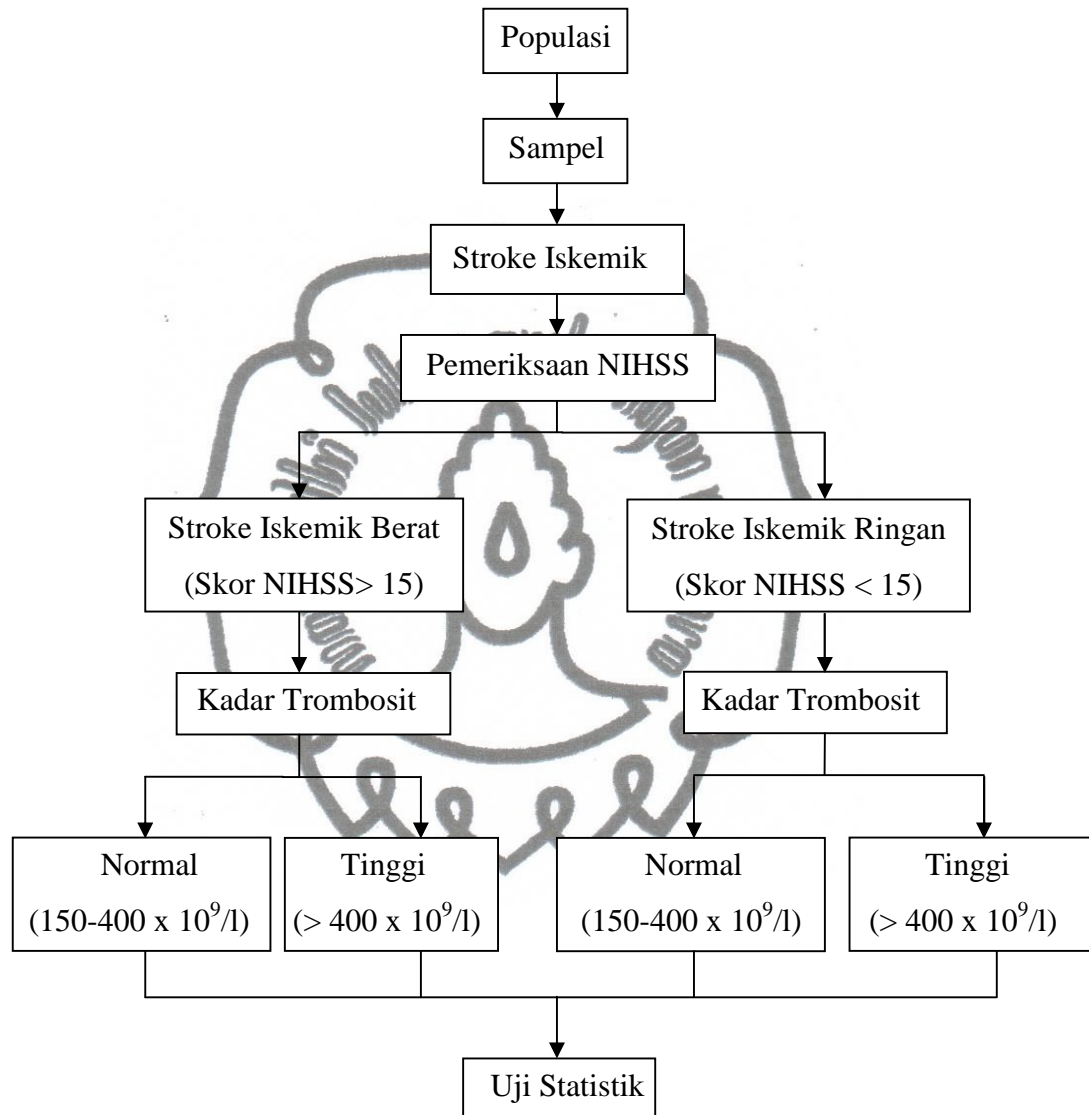 Populasi
Sampel
Stroke Iskemik
Pemeriksaan NIHSS
Stroke Iskemik Berat
(Skor NIHSS> 15)
Stroke Iskemik Ringan
(Skor NIHSS < 15)
Kadar Trombosit
Kadar Trombosit
Normal
(150-400 x 10⁹/l)
Tinggi
(> 400 x 10⁹/l)
Normal
(150-400 x 10⁹/l)
Tinggi
(> 400 x 10⁹/l)
Uji Statistik